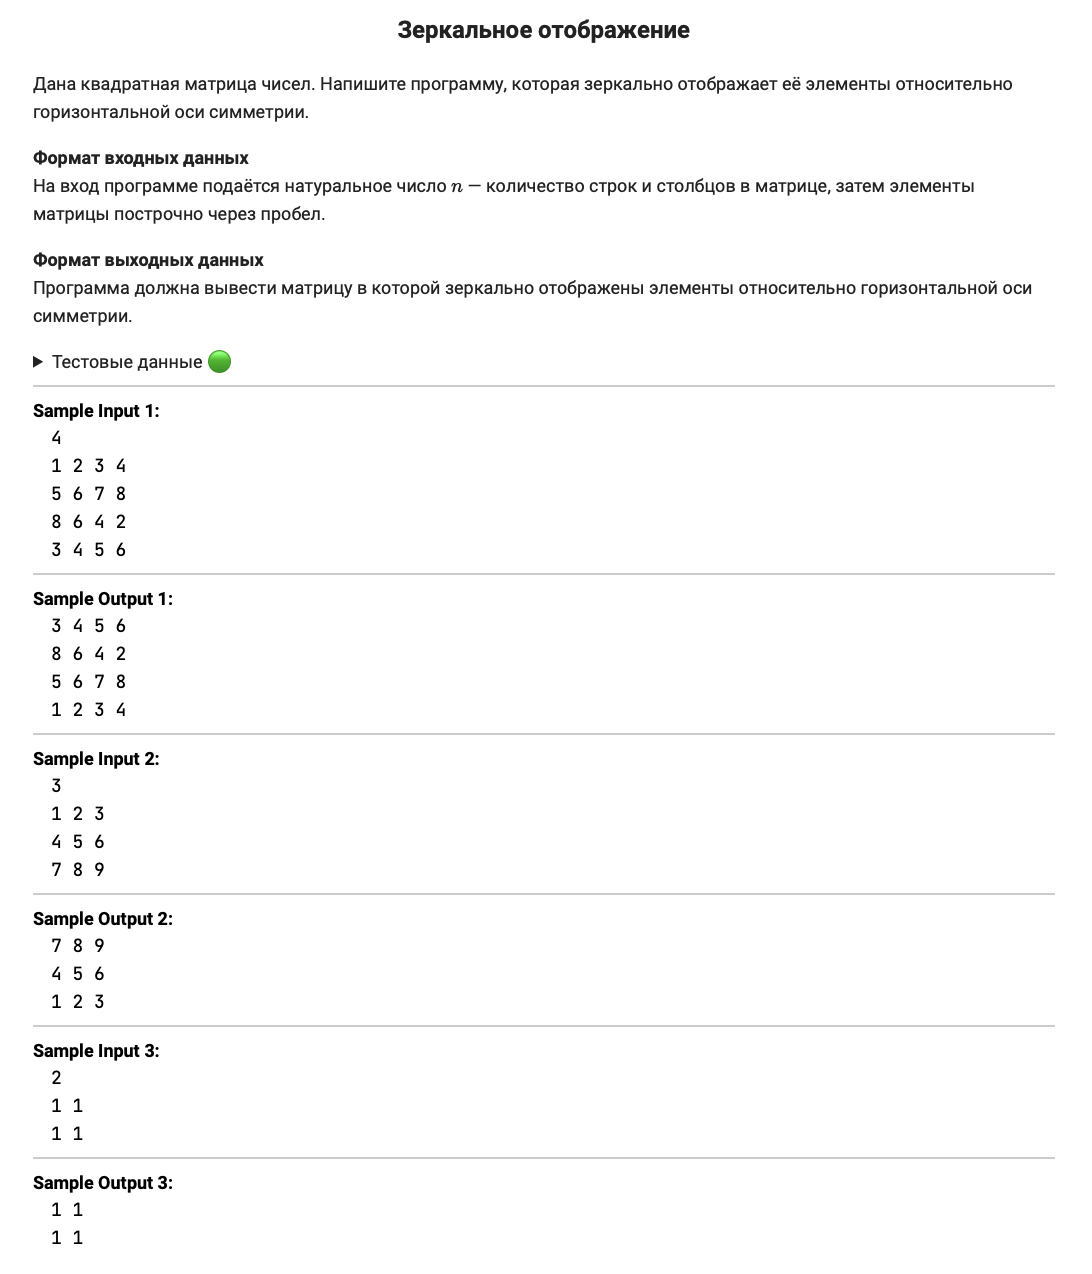 Зеркальное отображение
Дана квадратная матрица чисел. Напишите программу, которая зеркально отображает её элементы относительно
горизонтальной оси симметрии.
Формат входных данных
На вход программе подаётся натуральное число n — количество строк и столбцов в матрице, затем элементы
матрицы построчно через пробел.
Формат выходных данных
Программа должна вывести матрицу в которой зеркально отображены элементы относительно горизонтальной оси
симметрии.
Тестовые данные
Sample Input 1:
4
1 2 3 4
5 6 7 8
8 6 4 2
3 4 5 6
Sample Output 1:
3 4 5 6
8 6 4 2
5 6 7 8
1 2 3 4
Sample Input 2:
3
1 2 3
4 5 6
7 8 9
Sample Output 2:
7 8 9
4 5 6
1 2 3
Sample Input 3:
2
1 1
1 1
Sample Output 3:
1 1
1 1